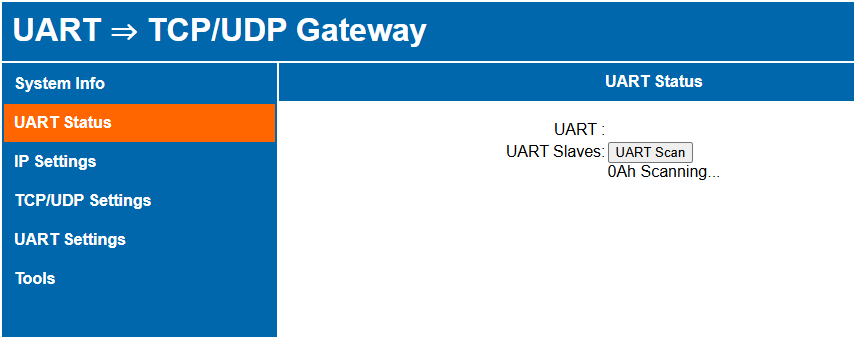 UART ⇒ TCP/UDP Gateway
System Info
UART Status
IP Settings
TCP/UDP Settings
UART Settings
Tools
UART Status
UART :
UART Slaves: UART Scan
0Ah Scanning...